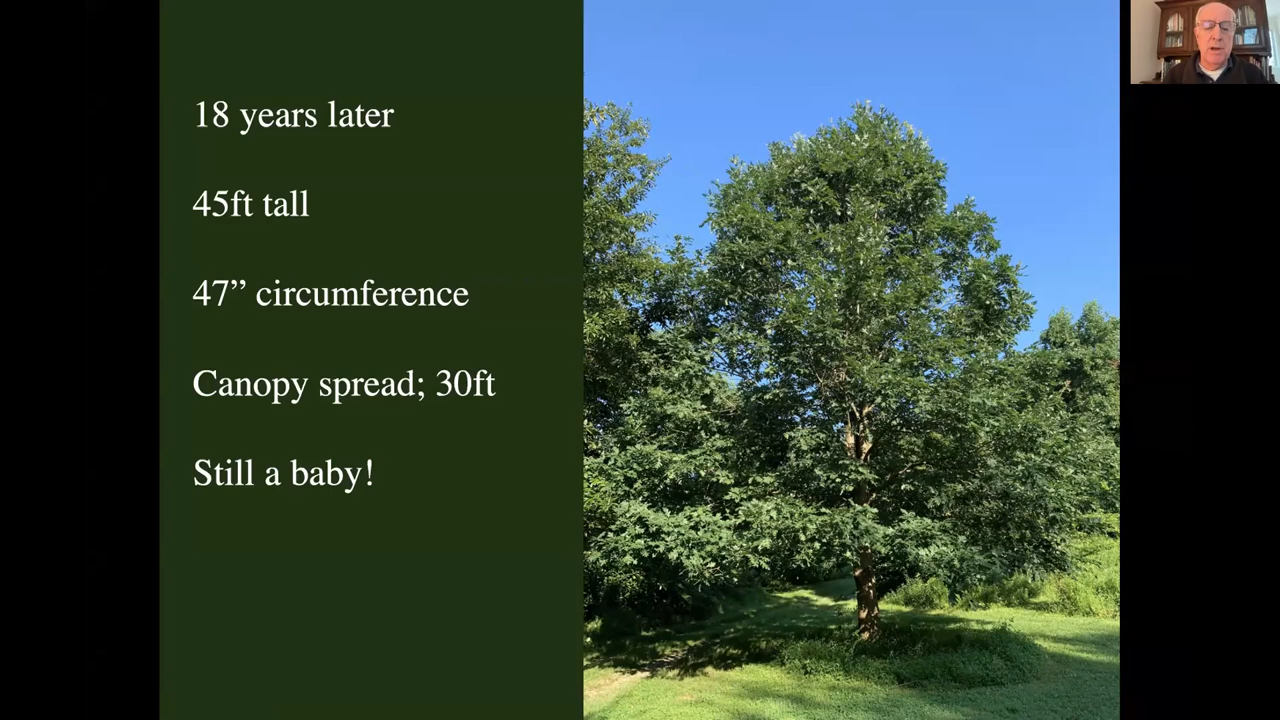 18 years later
45ft tall
47” circumference
Canopy spread; 30ft
Still a baby!